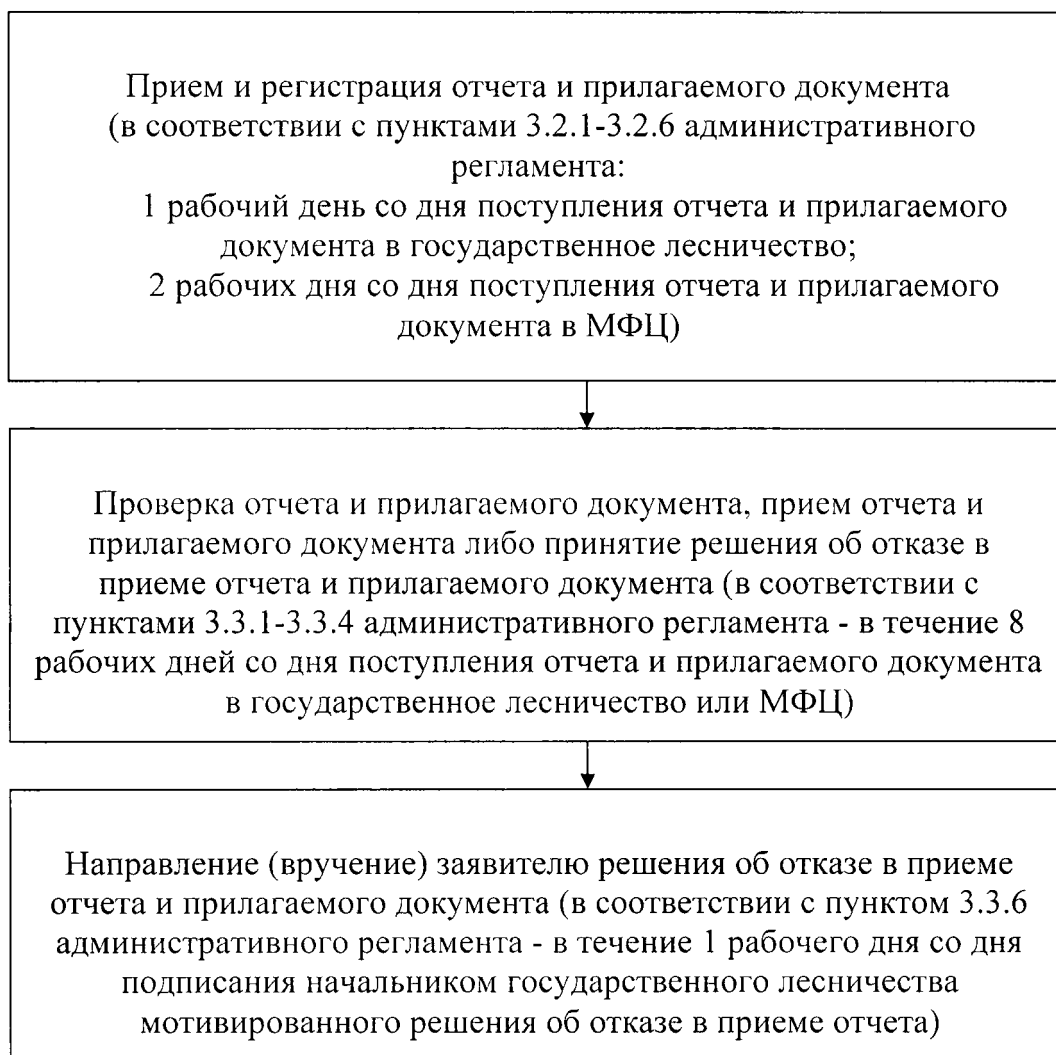 Прием и регистрация отчета и прилагаемого документа
(в соответствии с пунктами 3.2.1-3.2.6 административного
регламента:
1 рабочий день со дня поступления отчета и прилагаемого
документа в государственное лесничество;
2 рабочих дня со дня поступления отчета и прилагаемого
документа в МФЦ)
Проверка отчета и прилагаемого документа, прием отчета и
прилагаемого документа либо принятие решения об отказе в
приеме отчета и прилагаемого документа (в соответствии с
пунктами 3.3.1-3.3.4 административного регламента - в течение 8
рабочих дней со дня поступления отчета и прилагаемого документа
в государственное лесничество или МФЦ)
Направление (вручение) заявителю решения об отказе в приеме
отчета и прилагаемого документа (в соответствии с пунктом 3.3.6
административного регламента - в течение 1 рабочего дня со дня
подписания начальником государственного лесничества
мотивированного решения об отказе в приеме отчета)